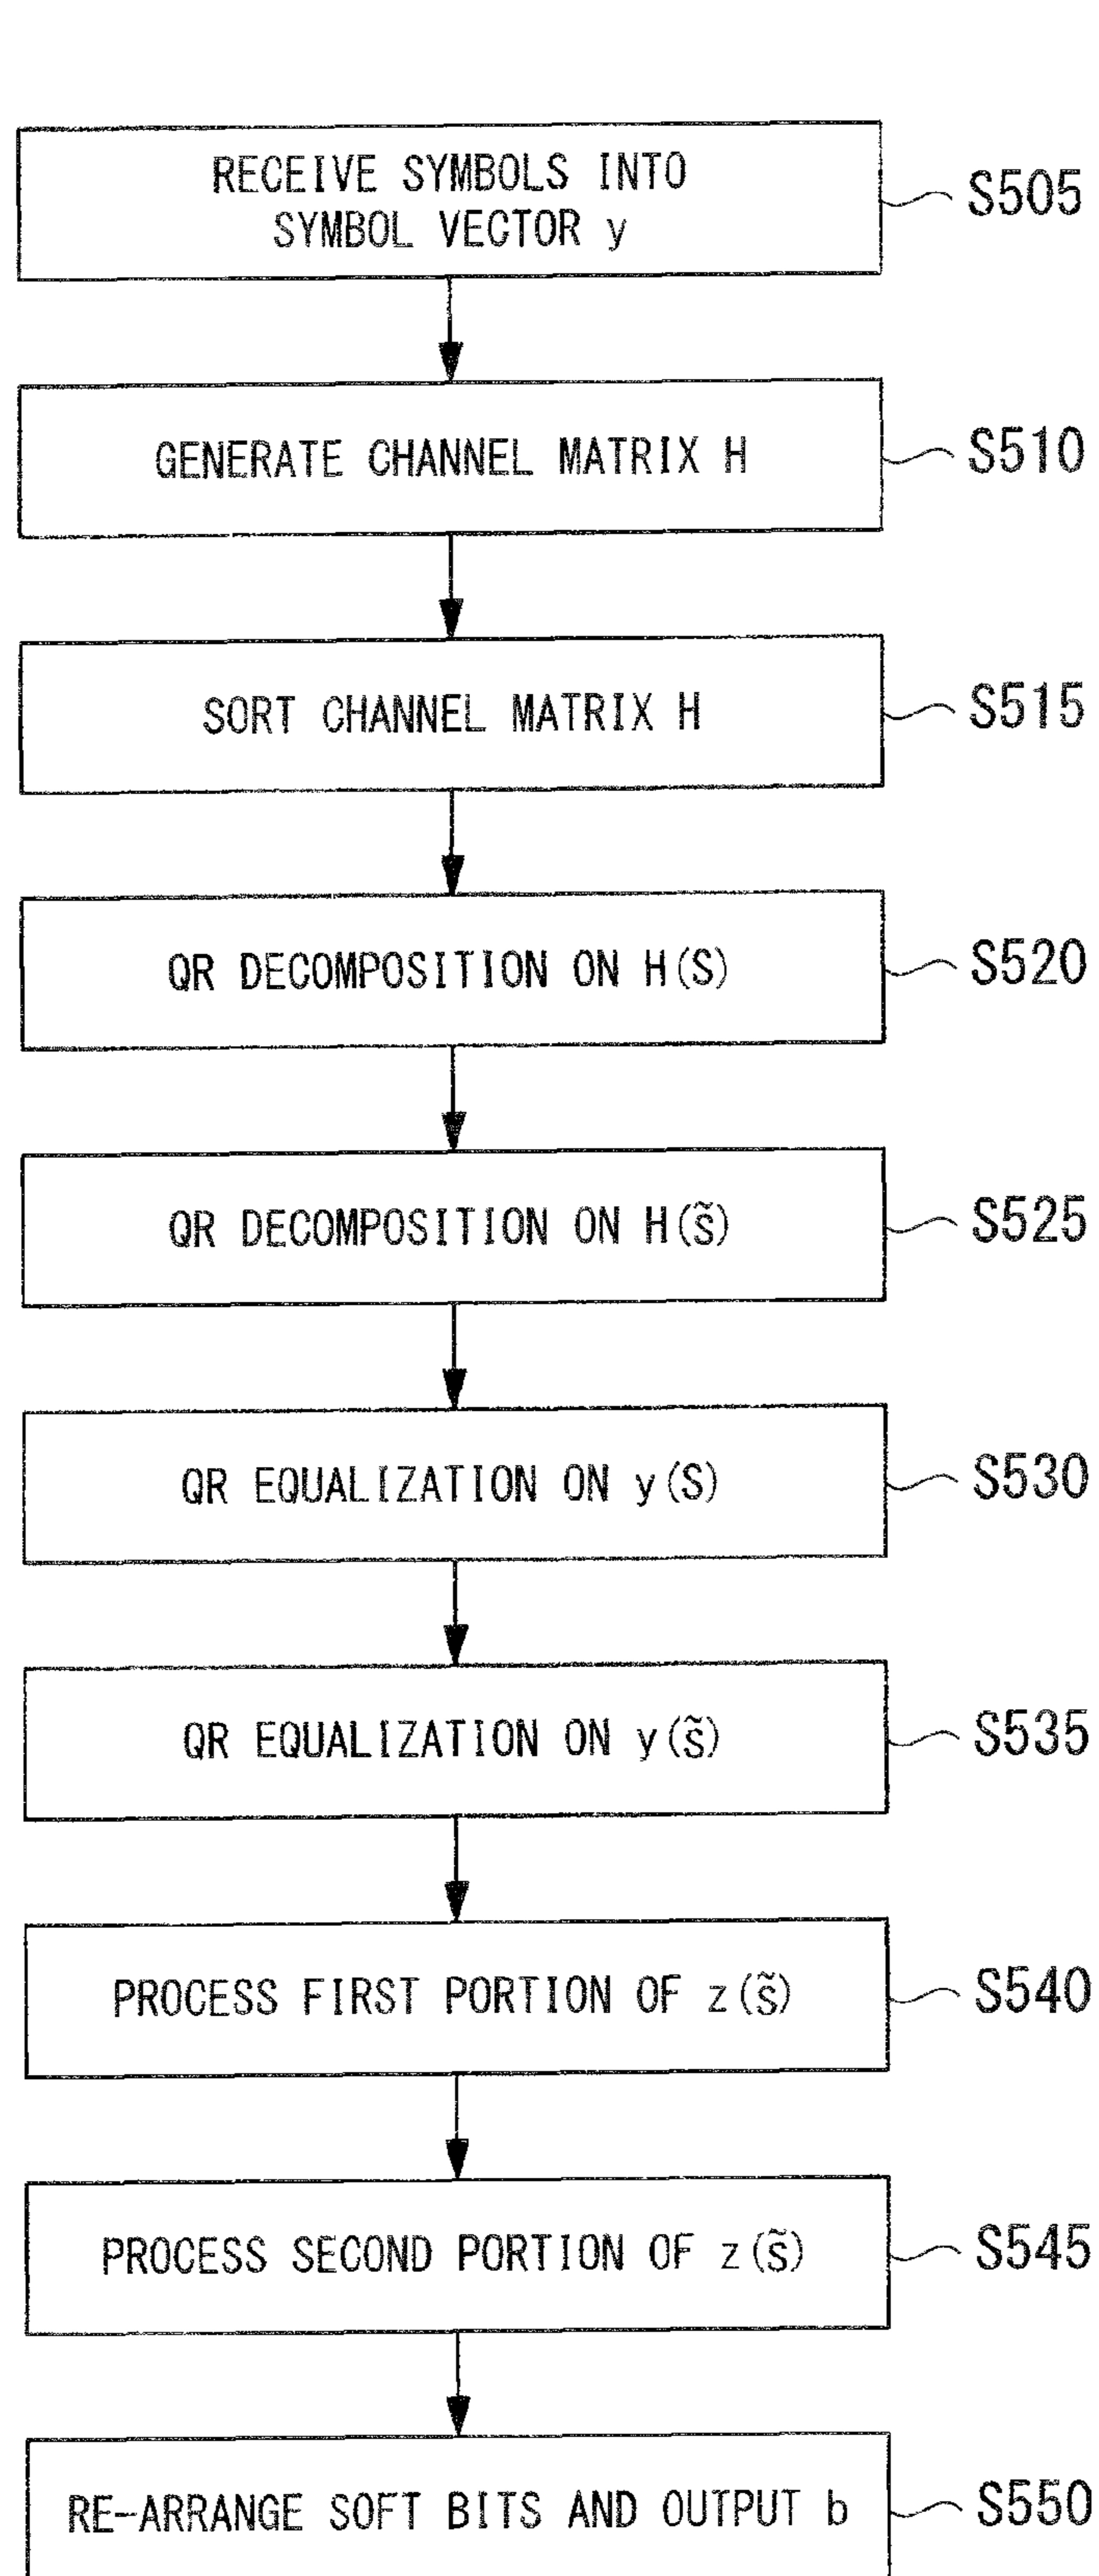 RECEIVE SYMBOLS INTO
SYMBOL VECTOR y
S505
GENERATE CHANNEL MATRIX H
S510
SORT CHANNEL MATRIX H
S515
QR DECOMPOSITION ON H(S)
S520
QR DECOMPOSITION ON H(s̃)
S525
QR EQUALIZATION ON y(S)
S530
QR EQUALIZATION ON y(s̃)
S535
PROCESS FIRST PORTION OF z(s̃)
S540
PROCESS SECOND PORTION OF z(s̃)
S545
RE-ARRANGE SOFT BITS AND OUTPUT b
S550